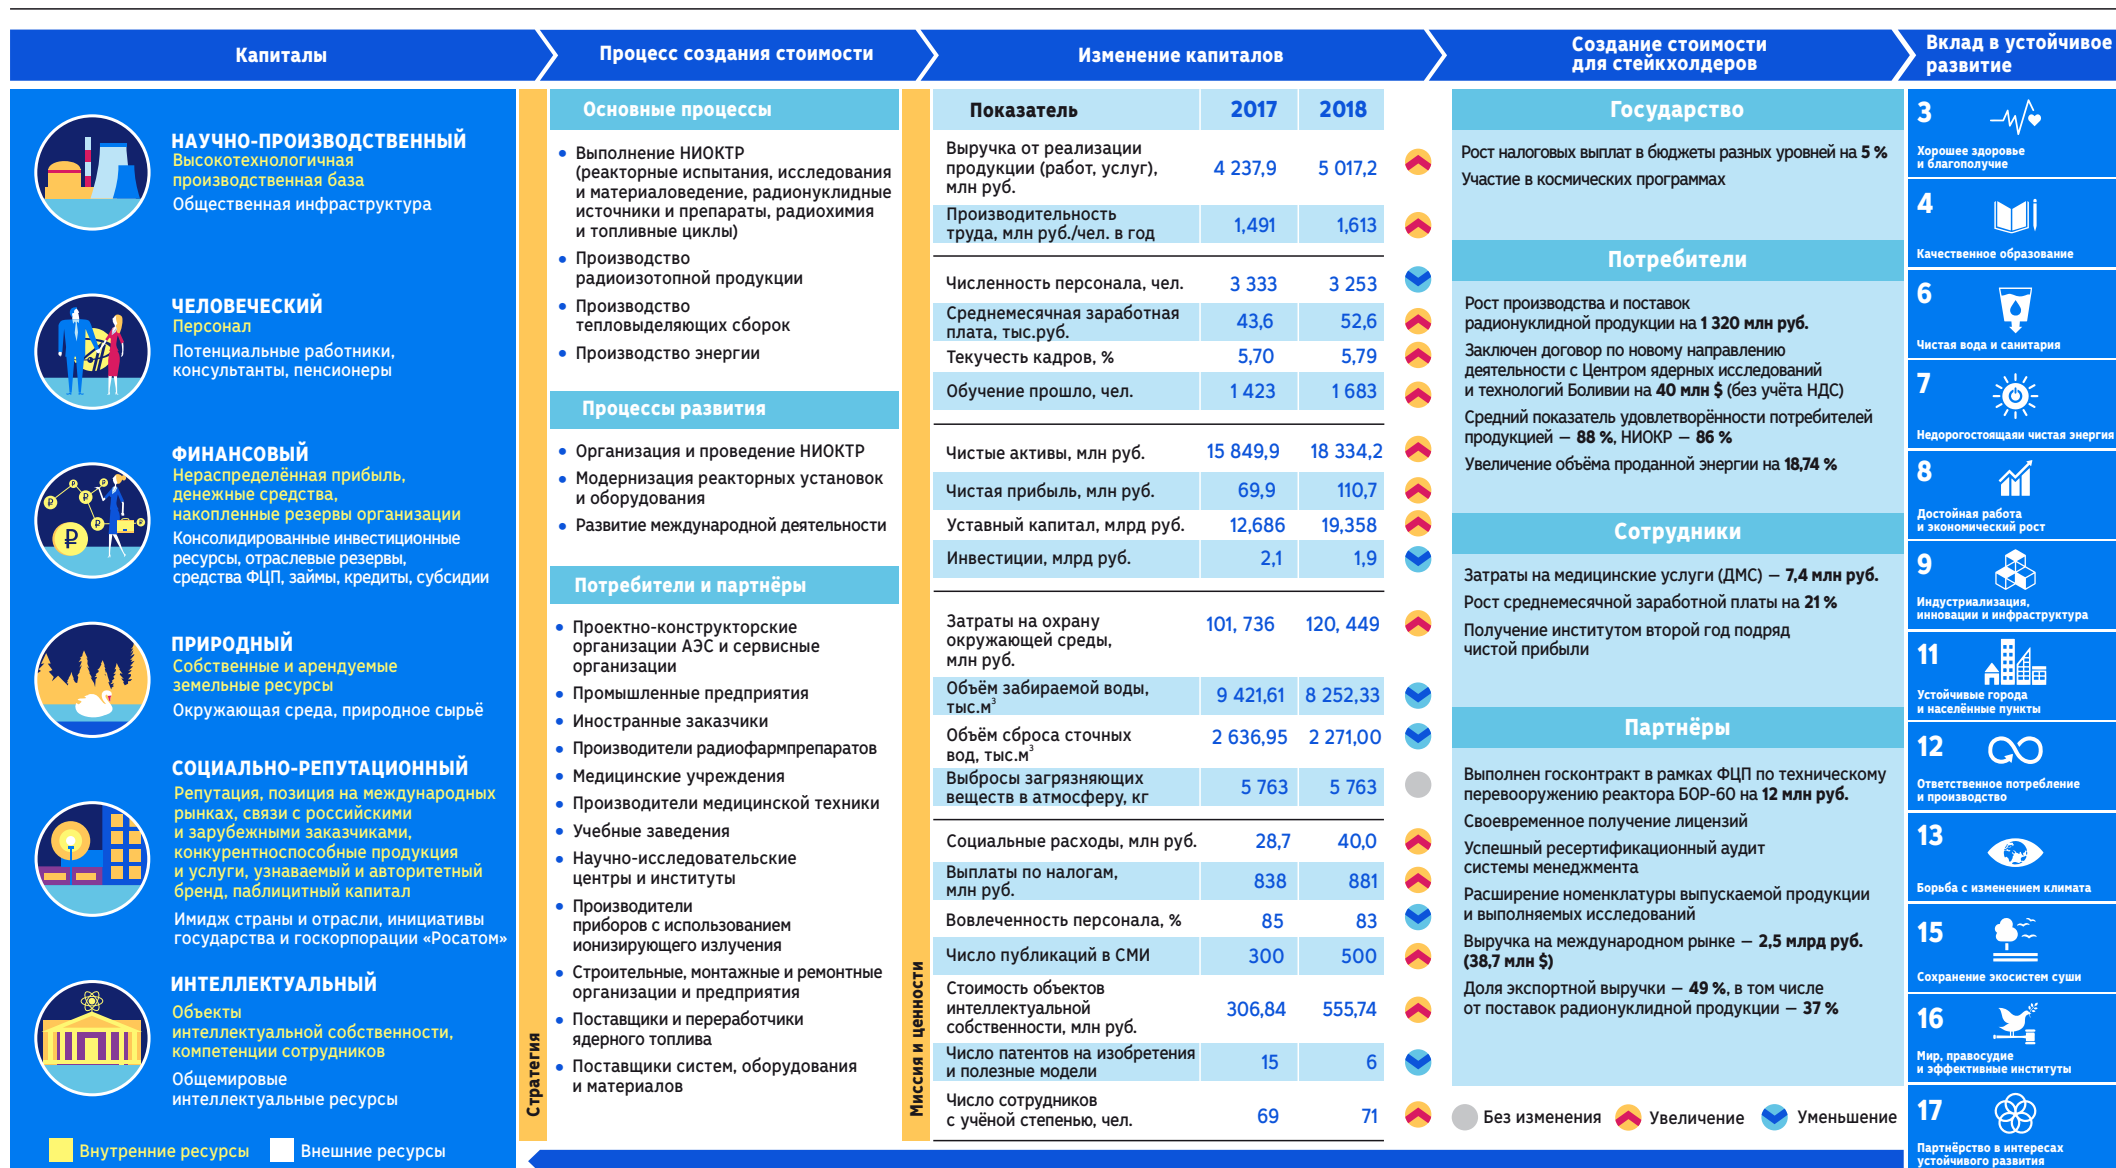 Капиталы
Процесс создания стоимости
Изменение капиталов
Создание стоимости
для стейкхолдеров
Вклад в устойчивое
развитие
НАУЧНО-ПРОИЗВОДСТВЕННЫЙ
Высокотехнологичная
производственная база
Общественная инфраструктура
ЧЕЛОВЕЧЕСКИЙ
Персонал
Потенциальные работники,
консультанты, пенсионеры
ФИНАНСОВЫЙ
Нераспределённая прибыль,
денежные средства,
накопленные резервы организации
Консолидированные инвестиционные
ресурсы, отраслевые резервы,
средства ФЦП, займы, кредиты, субсидии
ПРИРОДНЫЙ
Собственные и арендуемые
земельные ресурсы
Окружающая среда, природное сырьё
СОЦИАЛЬНО-РЕПУТАЦИОННЫЙ
Репутация, позиция на международных
рынках, связи с российскими
и зарубежными заказчиками,
конкурентноспособные продукция
и услуги, узнаваемый и авторитетный
бренд, паблицитный капитал
Имидж страны и отрасли, инициативы
государства и госкорпорации «Росатом»
ИНТЕЛЛЕКТУАЛЬНЫЙ
Объекты
интеллектуальной собственности,
компетенции сотрудников
Общемировые
интеллектуальные ресурсы
Внутренние ресурсы
Внешние ресурсы
Стратегия
Основные процессы
• Выполнение НИОКТР
(реакторные испытания, исследования
и материаловедение, радионуклидные
источники и препараты, радиохимия
и топливные циклы)
• Производство
радиоизотопной продукции
• Производство
тепловыделяющих сборок
• Производство энергии
Процессы развития
• Организация и проведение НИОКТР
• Модернизация реакторных установок
и оборудования
• Развитие международной деятельности
Потребители и партнёры
• Проектно-конструкторские
организации АЭС и сервисные
организации
• Промышленные предприятия
• Иностранные заказчики
• Производители радиофармпрепаратов
• Медицинские учреждения
• Производители медицинской техники
• Учебные заведения
• Научно-исследовательские
центры и институты
• Производители
приборов с использованием
ионизирующего излучения
• Строительные, монтажные и ремонтные
организации и предприятия
• Поставщики и переработчики
ядерного топлива
• Поставщики систем, оборудования
и материалов
Миссия и ценности
Показатель 2017 2018
Выручка от реализации
продукции (работ, услуг), 4 237,9 5 017,2
млн руб.
Производительность
труда, млн руб./чел. в год 1,491 1,613
Численность персонала, чел. 3 333 3 253
Среднемесячная заработная
плата, тыс.руб. 43,6 52,6
Текучесть кадров, % 5,70 5,79
Обучение прошло, чел. 1 423 1 683
Чистые активы, млн руб. 15 849,9 18 334,2
Чистая прибыль, млн руб. 69,9 110,7
Уставный капитал, млрд руб. 12,686 19,358
Инвестиции, млрд руб. 2,1 1,9
Затраты на охрану 101, 736 120, 449
окружающей среды,
млн руб.
Объём забираемой воды, 9 421,61 8 252,33
тыс.м³
Объём сброса сточных 2 636,95 2 271,00
вод, тыс.м³
Выбросы загрязняющих
веществ в атмосферу, кг 5 763 5 763
Социальные расходы, млн руб. 28,7 40,0
Выплаты по налогам, 838 881
млн руб.
Вовлеченность персонала, % 85 83
Число публикаций в СМИ 300 500
Стоимость объектов
интеллектуальной 306,84 555,74
собственности, млн руб.
Число патентов на изобретения 15 6
и полезные модели
Число сотрудников
с учёной степенью, чел. 69 71
Государство
Рост налоговых выплат в бюджеты разных уровней на 5 %
Участие в космических программах
Потребители
Рост производства и поставок
радионуклидной продукции на 1 320 млн руб.
Заключен договор по новому направлению
деятельности с Центром ядерных исследований
и технологий Боливии на 40 млн $ (без учёта НДС)
Средний показатель удовлетворённости потребителей
продукцией – 88 %, НИОКР – 86 %
Увеличение объёма проданной энергии на 18,74 %
Сотрудники
Затраты на медицинские услуги (ДМС) – 7,4 млн руб.
Рост среднемесячной заработной платы на 21 %
Получение институтом второй год подряд
чистой прибыли
Партнёры
Выполнен госконтракт в рамках ФЦП по техническому
перевооружению реактора БОР-60 на 12 млн руб.
Своевременное получение лицензий
Успешный ресертификационный аудит
системы менеджмента
Расширение номенклатуры выпускаемой продукции
и выполняемых исследований
Выручка на международном рынке – 2,5 млрд руб.
(38,7 млн $)
Доля экспортной выручки – 49 %, в том числе
от поставок радионуклидной продукции – 37 %
Без изменения
Увеличение
Уменьшение
3
Хорошее здоровье
и благополучие
4
Качественное образование
6
Чистая вода и санитария
7
Недорогостоящаяи чистая энергия
8
Достойная работа
и экономический рост
9
Индустриализация,
инновации и инфраструктура
11
Устойчивые города
и населённые пункты
12
Ответственное потребление
и производство
13
Борьба с изменением климата
15
Сохранение экосистем суши
16
Мир, правосудие
и эффективные институты
17
Партнёрство в интересах
устойчивого развития